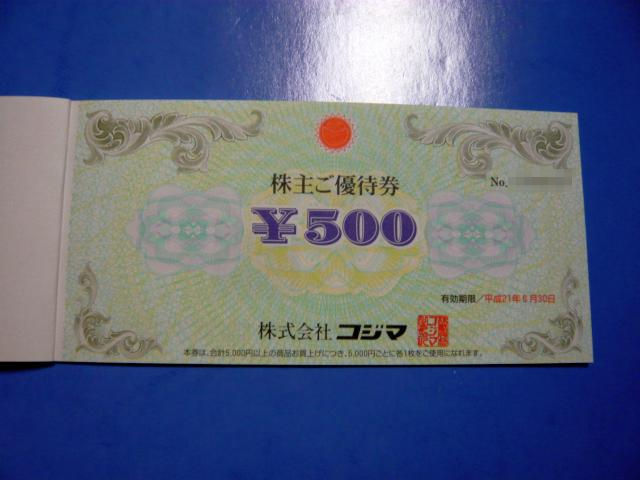 株主ご優待券
No.
¥500
有効期限／平成21年6月30日
株式会社 コジマ
本券は、合計5,000円以上の商品お買上げにつき、5,000円ごとに各1枚をご使用になれます。